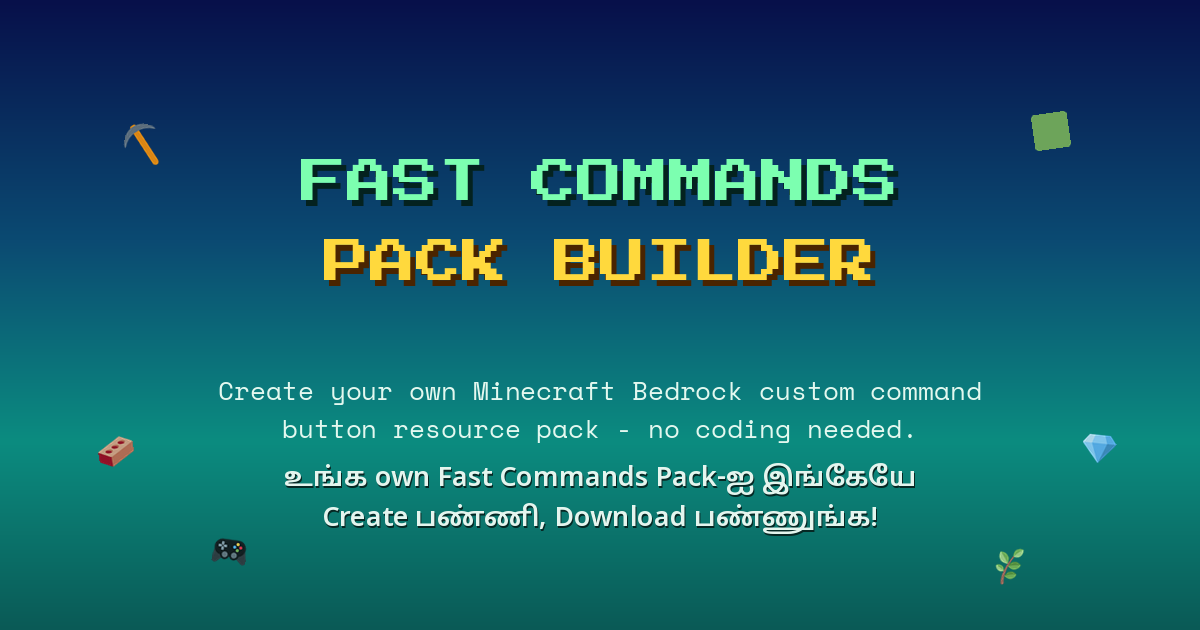 FAST COMMANDS
PACK BUILDER
Create your own Minecraft Bedrock custom command
button resource pack - no coding needed.
உங்க own Fast Commands Pack-ஐ இங்கேயே
Create பண்ணி, Download பண்ணுங்க!